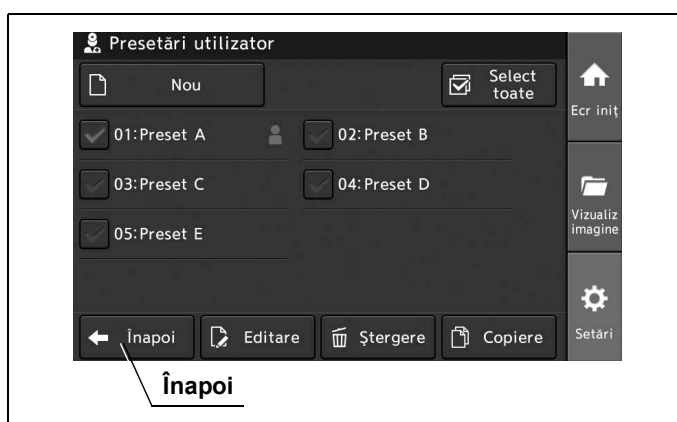 Presetări utilizator
Nou
Select
toate
Ecr iniț
01:Preset A
02:Preset B
03:Preset C
04:Preset D
Vizualiz
imagine
05:Preset E
Înapoi
Editare
Ștergere
Copiere
Setări
Înapoi